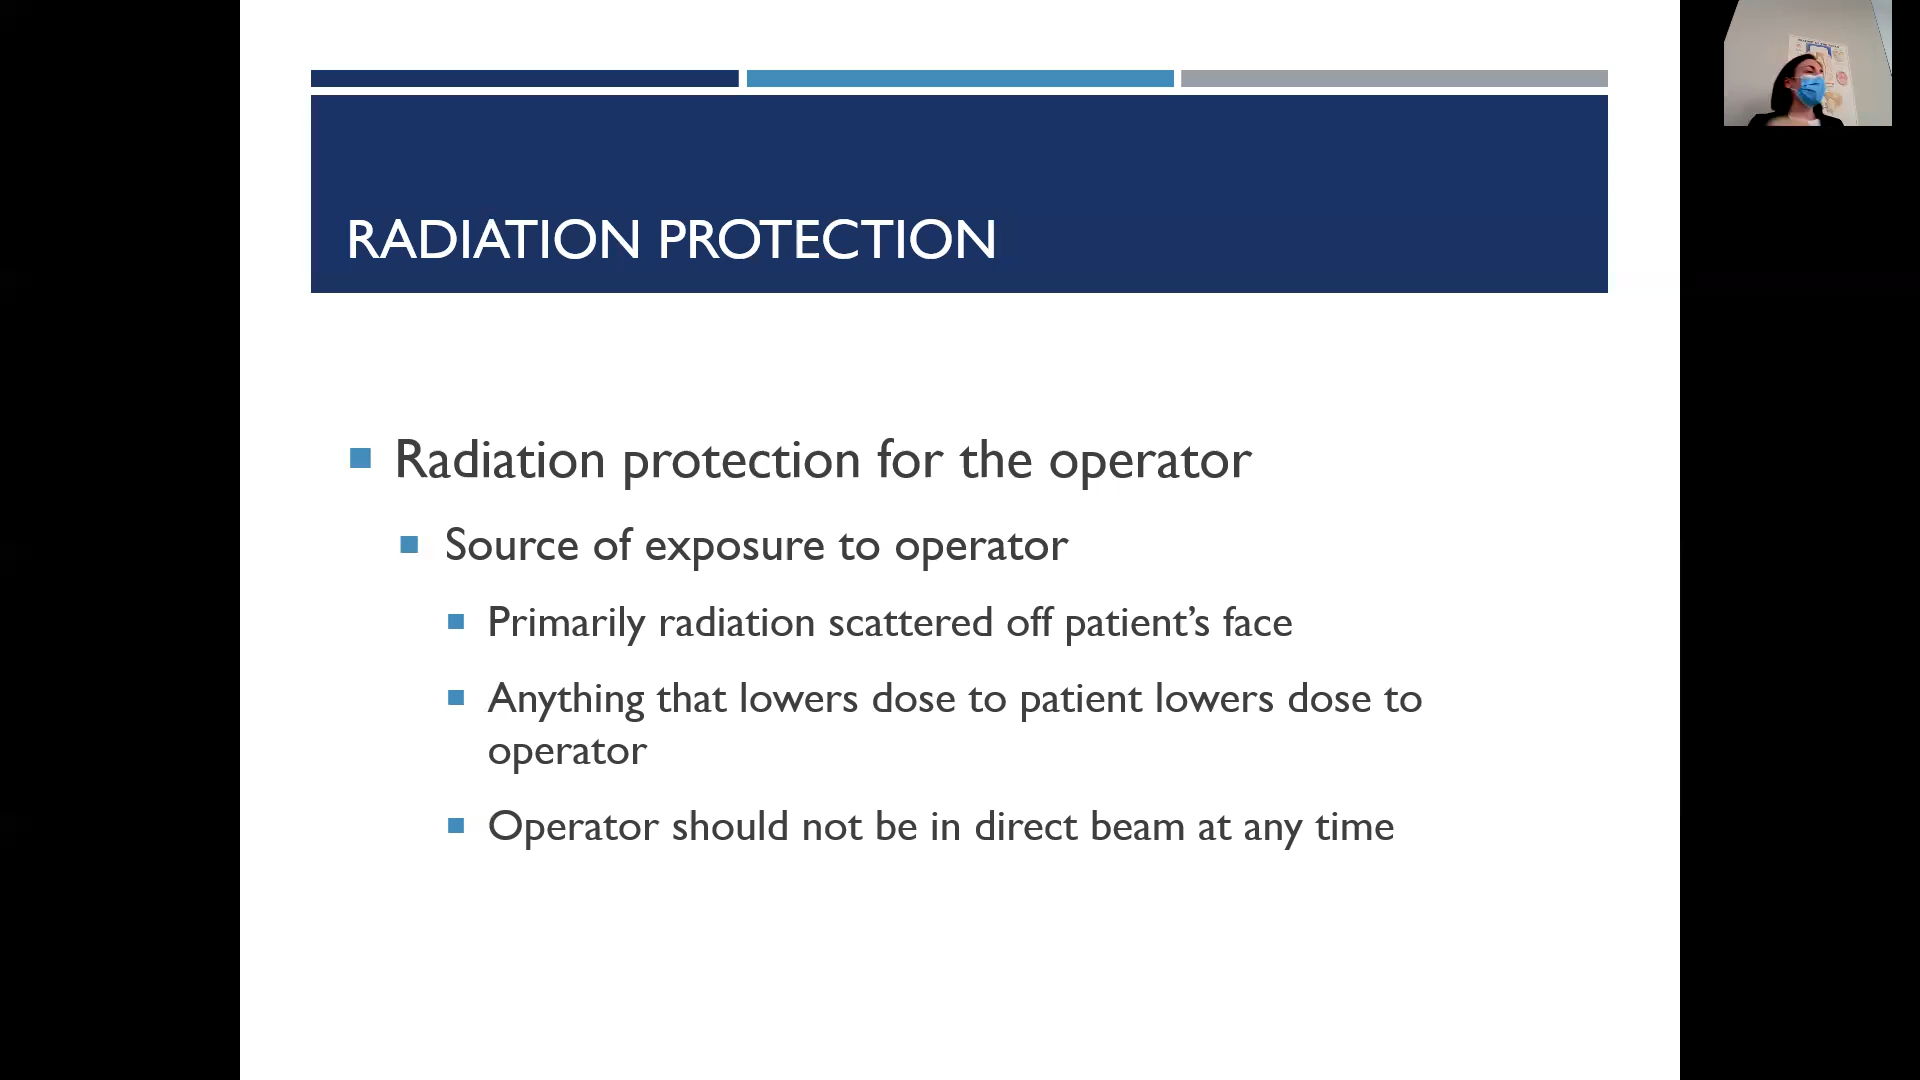 RADIATION PROTECTION
Radiation protection for the operator
Source of exposure to operator
Primarily radiation scattered off patient’s face
Anything that lowers dose to patient lowers dose to
operator
Operator should not be in direct beam at any time